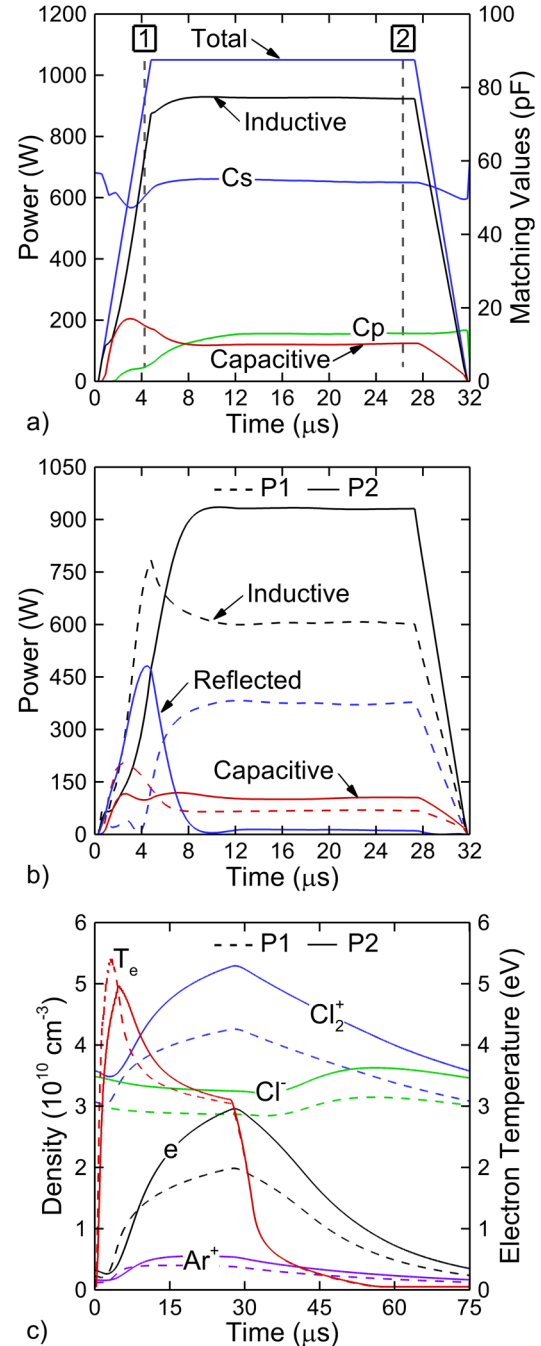 1200
1000
800
600
400
200
0
Power (W)
1
Total
2
Inductive
Cs
Cp
Capacitive
100
80
60
40
20
0
Matching Values (pF)
0 4 8 12 16 20 24 28 32
Time (μs)
a)
1050
900
750
600
450
300
150
0
Power (W)
P1 P2
Inductive
Reflected
Capacitive
0 4 8 12 16 20 24 28 32
Time (μs)
b)
6
5
4
3
2
1
0
Density (10¹⁰ cm⁻³)
P1 P2
Tₑ
Cl₂⁺
Cl⁻
e
Ar⁺
6
5
4
3
2
1
0
Electron Temperature (eV)
0 15 30 45 60 75
Time (μs)
c)